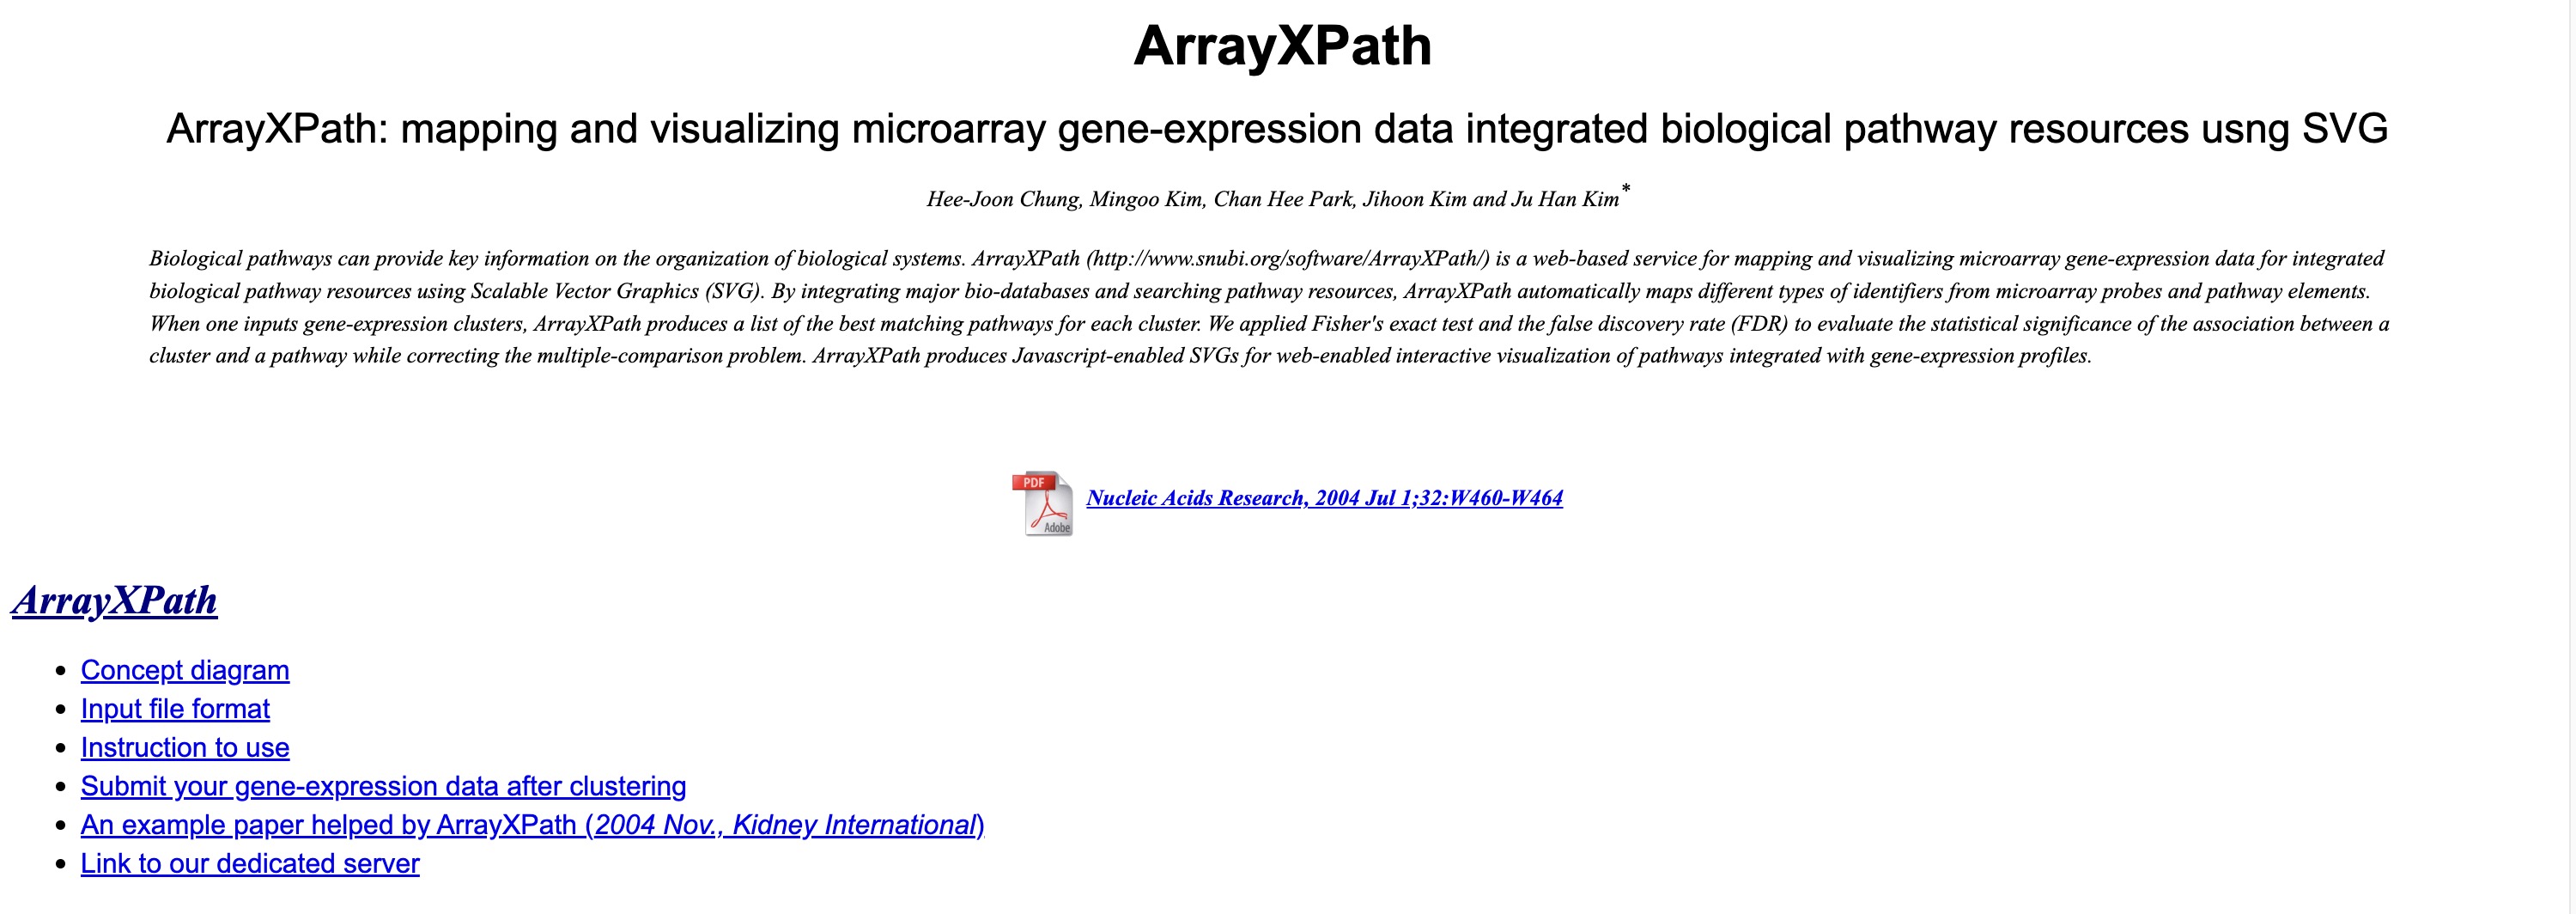 ArrayXPath
ArrayXPath: mapping and visualizing microarray gene-expression data integrated biological pathway resources usng SVG
Hee-Joon Chung, Mingoo Kim, Chan Hee Park, Jihoon Kim and Ju Han Kim*
Biological pathways can provide key information on the organization of biological systems. ArrayXPath (http://www.snubi.org/software/ArrayXPath/) is a web-based service for mapping and visualizing microarray gene-expression data for integrated
biological pathway resources using Scalable Vector Graphics (SVG). By integrating major bio-databases and searching pathway resources, ArrayXPath automatically maps different types of identifiers from microarray probes and pathway elements.
When one inputs gene-expression clusters, ArrayXPath produces a list of the best matching pathways for each cluster. We applied Fisher's exact test and the false discovery rate (FDR) to evaluate the statistical significance of the association between a
cluster and a pathway while correcting the multiple-comparison problem. ArrayXPath produces Javascript-enabled SVGs for web-enabled interactive visualization of pathways integrated with gene-expression profiles.
PDF
Adobe
Nucleic Acids Research, 2004 Jul 1;32:W460-W464
ArrayXPath
• Concept diagram
• Input file format
• Instruction to use
• Submit your gene-expression data after clustering
• An example paper helped by ArrayXPath (2004 Nov., Kidney International)
• Link to our dedicated server